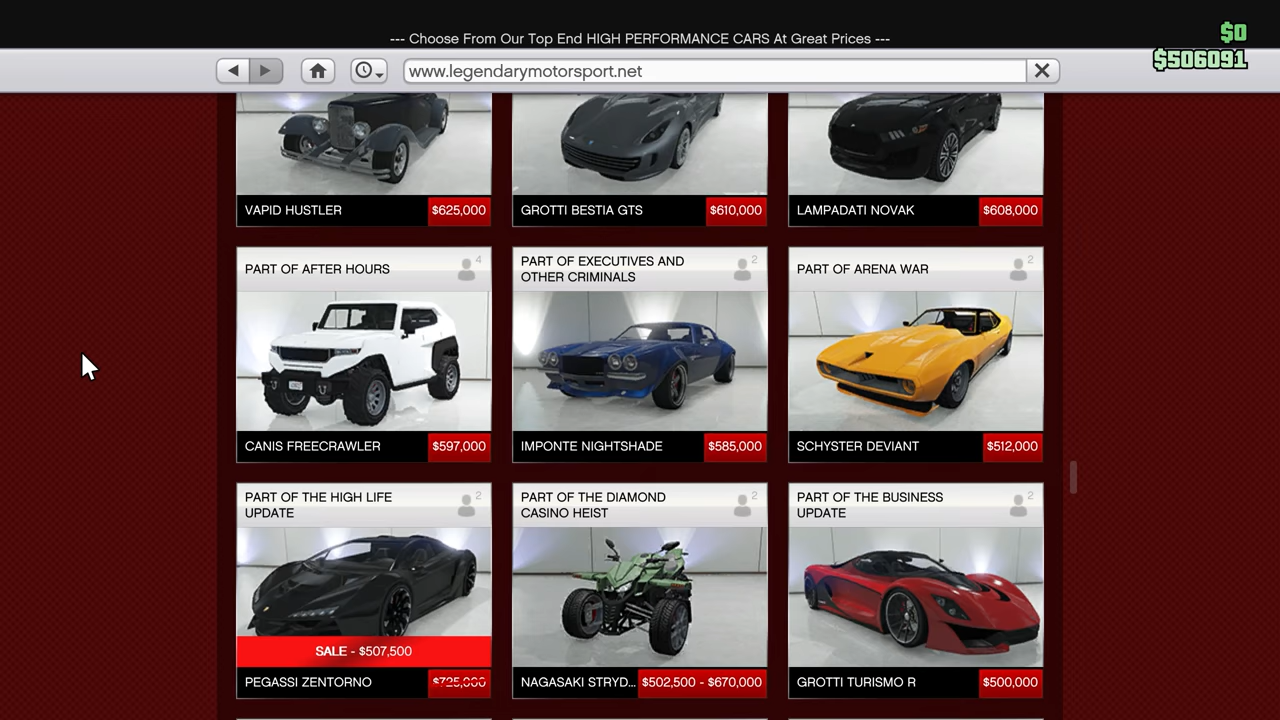 --- Choose From Our Top End HIGH PERFORMANCE CARS At Great Prices ---
$0
$506091
www.legendarymotorsport.net
VAPID HUSTLER $625,000
GROTTI BESTIA GTS $610,000
LAMPADATI NOVAK $608,000
PART OF AFTER HOURS 4
PART OF EXECUTIVES AND
OTHER CRIMINALS 2
PART OF ARENA WAR 2
CANIS FREECRAWLER $597,000
IMPONTE NIGHTSHADE $585,000
SCHYSTER DEVIANT $512,000
PART OF THE HIGH LIFE
UPDATE 2
PART OF THE DIAMOND
CASINO HEIST 2
PART OF THE BUSINESS
UPDATE 2
SALE - $507,500
PEGASSI ZENTORNO $725,000
NAGASAKI STRYD... $502,500 - $670,000
GROTTI TURISMO R $500,000